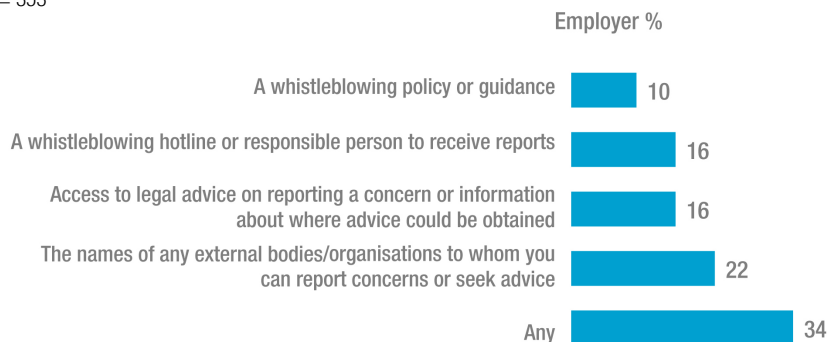 = 353
Employer %
A whistleblowing policy or guidance 10
A whistleblowing hotline or responsible person to receive reports 16
Access to legal advice on reporting a concern or information
about where advice could be obtained 16
The names of any external bodies/organisations to whom you
can report concerns or seek advice 22
Any 34